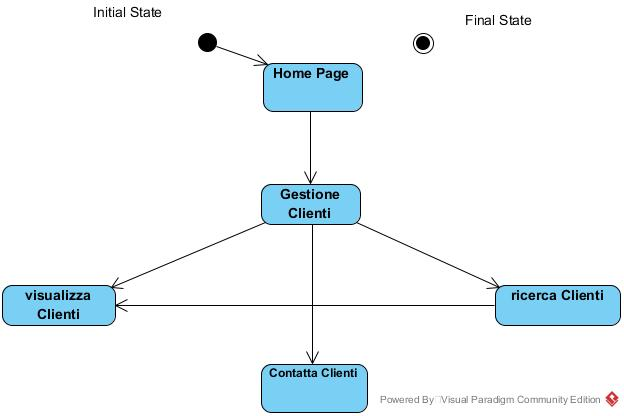 Initial State
Final State
Home Page
Gestione
Clienti
visualizza
Clienti
ricerca Clienti
Contatta Clienti
Powered By Visual Paradigm Community Edition